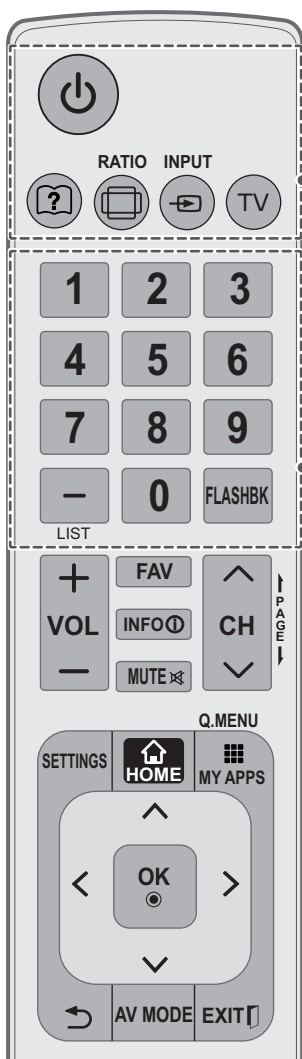 RATIO INPUT
? TV
1 2 3
4 5 6
7 8 9
– 0 FLASHBK
LIST
+ FAV
VOL INFO i CH PAGE
– MUTE
Q.MENU
SETTINGS HOME MY APPS
OK
AV MODE EXIT